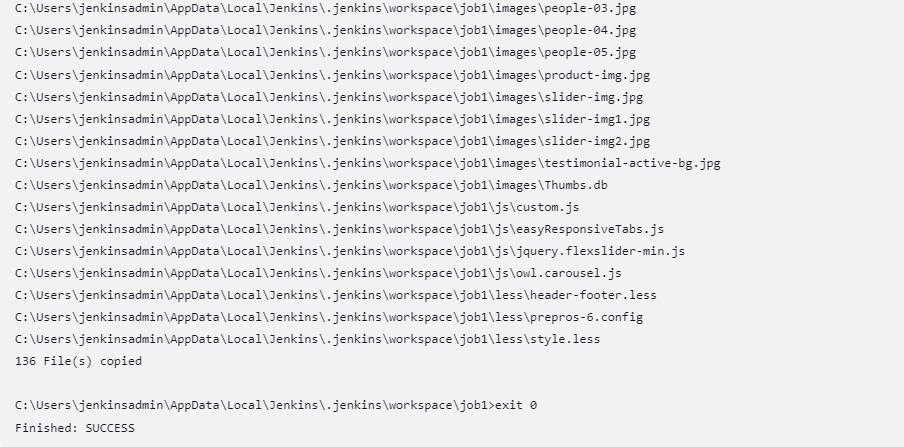 C:\Users\jenkinsadmin\AppData\Local\Jenkins\.jenkins\workspace\job1\images\people-03.jpg
C:\Users\jenkinsadmin\AppData\Local\Jenkins\.jenkins\workspace\job1\images\people-04.jpg
C:\Users\jenkinsadmin\AppData\Local\Jenkins\.jenkins\workspace\job1\images\people-05.jpg
C:\Users\jenkinsadmin\AppData\Local\Jenkins\.jenkins\workspace\job1\images\product-img.jpg
C:\Users\jenkinsadmin\AppData\Local\Jenkins\.jenkins\workspace\job1\images\slider-img.jpg
C:\Users\jenkinsadmin\AppData\Local\Jenkins\.jenkins\workspace\job1\images\slider-img1.jpg
C:\Users\jenkinsadmin\AppData\Local\Jenkins\.jenkins\workspace\job1\images\slider-img2.jpg
C:\Users\jenkinsadmin\AppData\Local\Jenkins\.jenkins\workspace\job1\images\testimonial-active-bg.jpg
C:\Users\jenkinsadmin\AppData\Local\Jenkins\.jenkins\workspace\job1\images\Thumbs.db
C:\Users\jenkinsadmin\AppData\Local\Jenkins\.jenkins\workspace\job1\js\custom.js
C:\Users\jenkinsadmin\AppData\Local\Jenkins\.jenkins\workspace\job1\js\easyResponsiveTabs.js
C:\Users\jenkinsadmin\AppData\Local\Jenkins\.jenkins\workspace\job1\js\jquery.flexslider-min.js
C:\Users\jenkinsadmin\AppData\Local\Jenkins\.jenkins\workspace\job1\js\owl.carousel.js
C:\Users\jenkinsadmin\AppData\Local\Jenkins\.jenkins\workspace\job1\less\header-footer.less
C:\Users\jenkinsadmin\AppData\Local\Jenkins\.jenkins\workspace\job1\less\prepros-6.config
C:\Users\jenkinsadmin\AppData\Local\Jenkins\.jenkins\workspace\job1\less\style.less
136 File(s) copied
C:\Users\jenkinsadmin\AppData\Local\Jenkins\.jenkins\workspace\job1>exit 0
Finished: SUCCESS